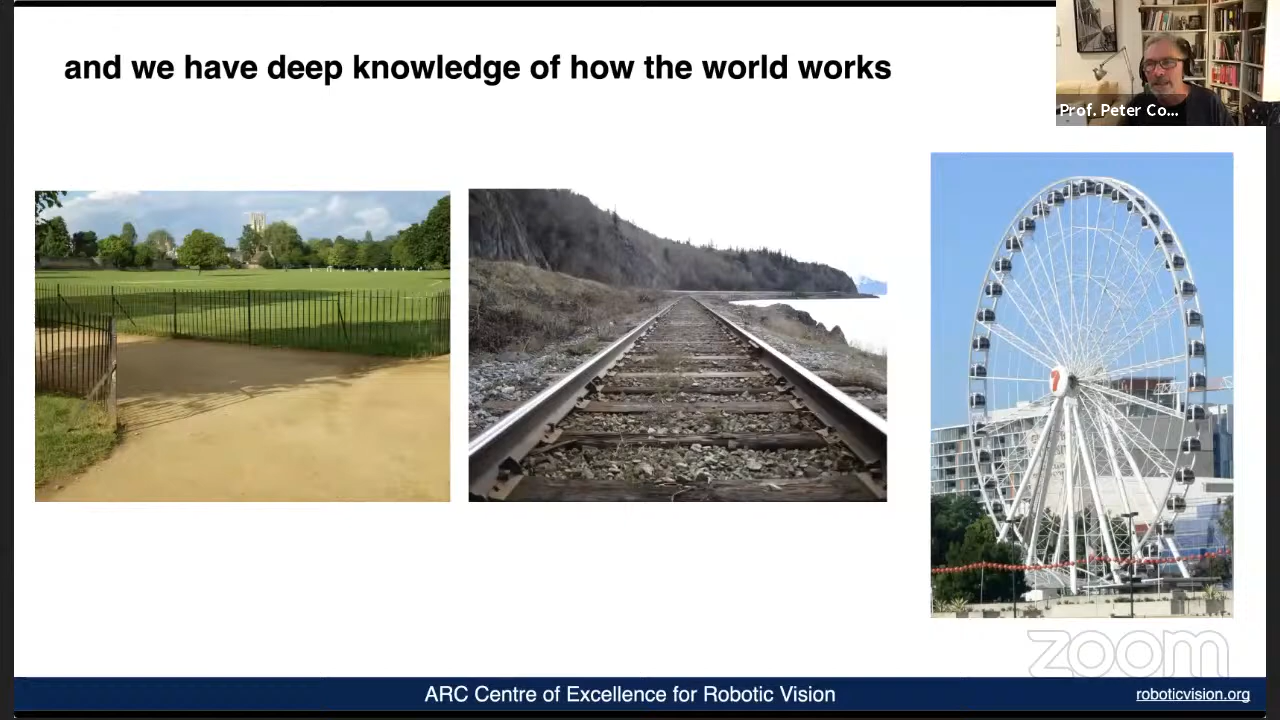 and we have deep knowledge of how the world works
Prof. Peter Co...
7
zoom
ARC Centre of Excellence for Robotic Vision
roboticvision.org